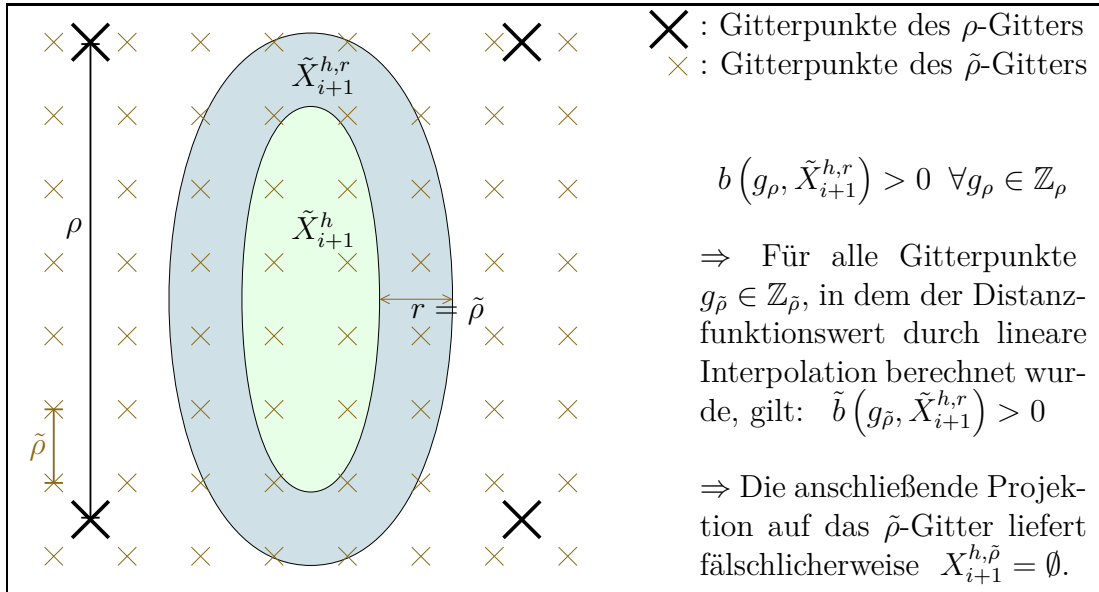 : Gitterpunkte des ρ-Gitters
: Gitterpunkte des ρ̃-Gitters
X̃ᵢ₊₁^{h,r}
b(g_ρ, X̃ᵢ₊₁^{h,r}) > 0 ∀g_ρ ∈ ℤ_ρ
ρ
X̃ᵢ₊₁^{h}
⇒ Für alle Gitterpunkte
g_ρ̃ ∈ ℤ_ρ̃, in dem der Distanz-
r = ρ̃
funktionswert durch lineare
Interpolation berechnet wur-
de, gilt: b̃(g_ρ̃, X̃ᵢ₊₁^{h,r}) > 0
ρ̃
⇒ Die anschließende Projek-
tion auf das ρ̃-Gitter liefert
fälschlicherweise Xᵢ₊₁^{h,ρ̃} = ∅.